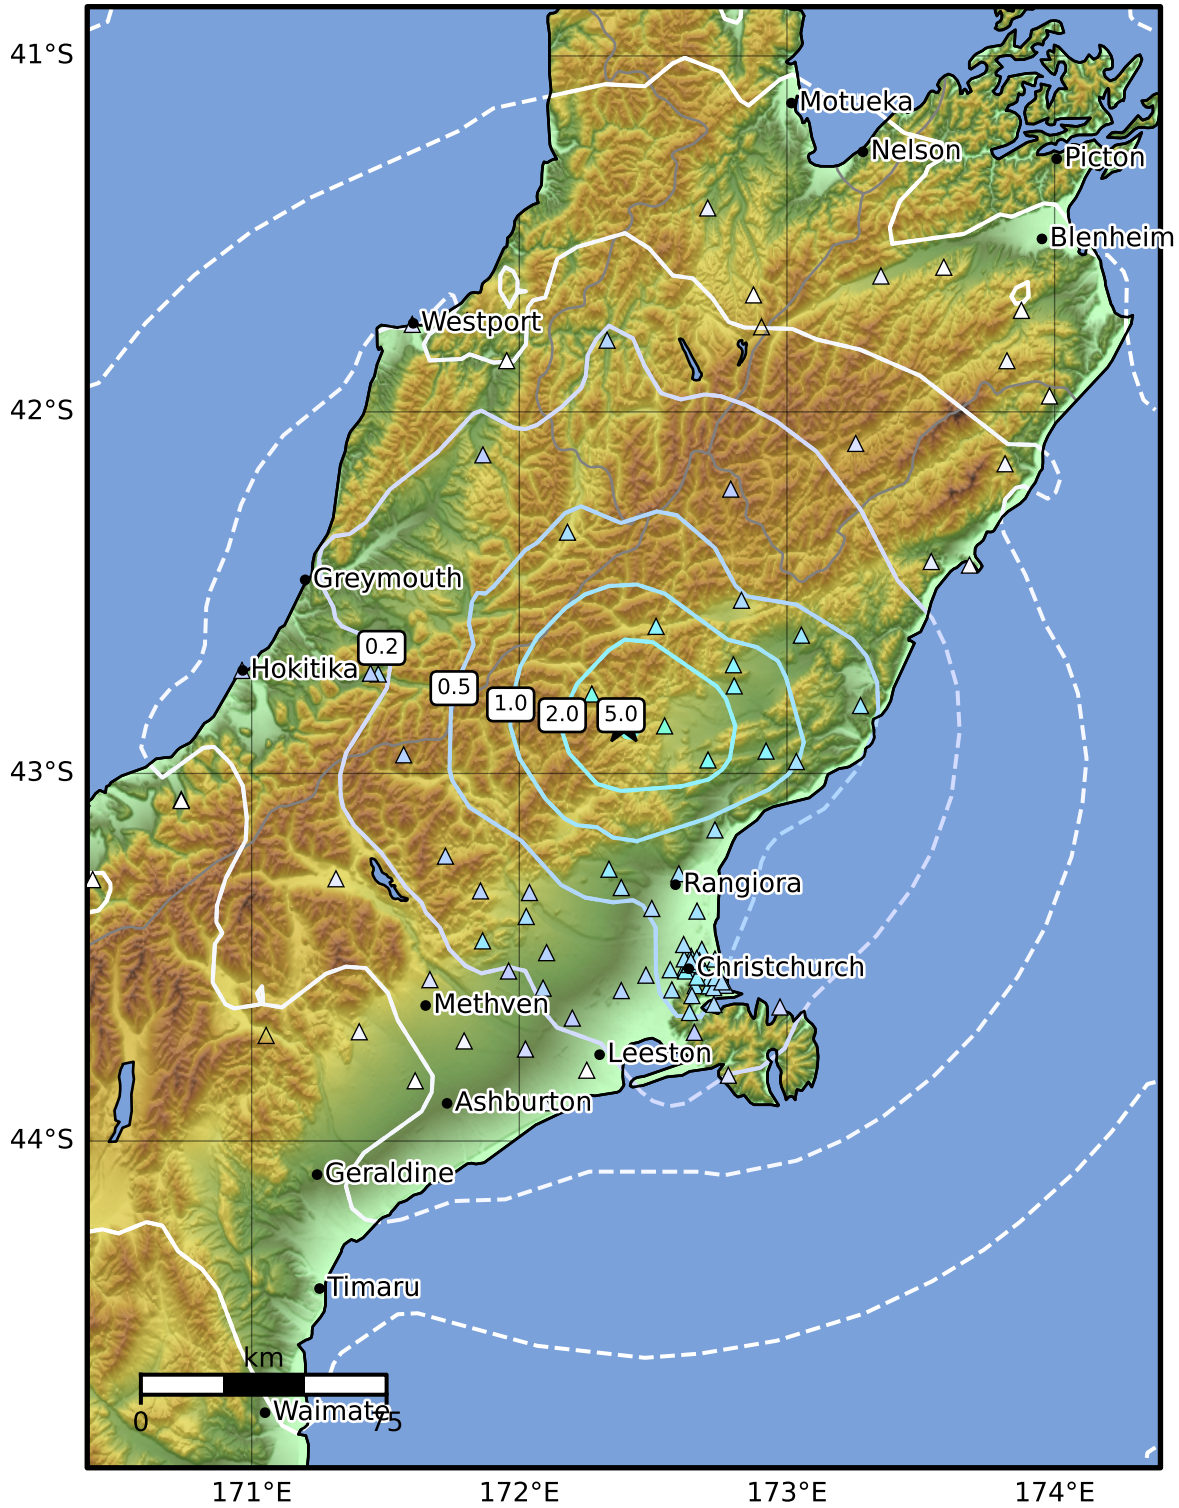 41°S
Motueka
Nelson
Picton
Blenheim
Westport
42°S
Greymouth
0.2
Hokitika
0.5
1.0
2.0
5.0
43°S
Rangiora
Christchurch
Methven
Leeston
Ashburton
44°S
Geraldine
Timaru
km
Waimate
0
75
171°E
172°E
173°E
174°E